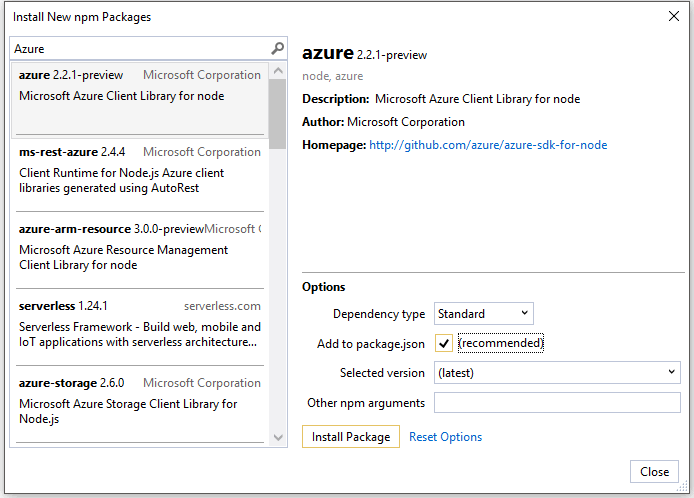 Install New npm Packages
Azure
azure 2.2.1-preview Microsoft Corporation
Microsoft Azure Client Library for node
ms-rest-azure 2.4.4 Microsoft Corporation
Client Runtime for Node.js Azure client
libraries generated using AutoRest
azure-arm-resource 3.0.0-preview Microsoft C
Microsoft Azure Resource Management
Client Library for node
serverless 1.24.1 serverless.com
Serverless Framework - Build web, mobile and
IoT applications with serverless architecture...
azure-storage 2.6.0 Microsoft Corporation
Microsoft Azure Storage Client Library for
Node.js
azure 2.2.1-preview
node, azure
Description: Microsoft Azure Client Library for node
Author: Microsoft Corporation
Homepage: http://github.com/azure/azure-sdk-for-node
Options
Dependency type Standard
Add to package.json (recommended)
Selected version (latest)
Other npm arguments
Install Package Reset Options
Close